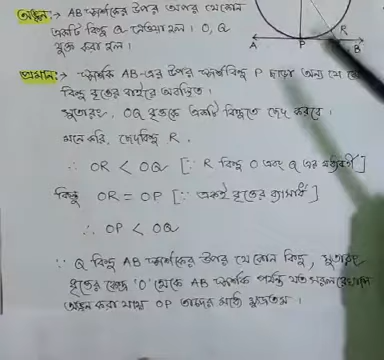 অঙ্কন :→ AB স্পর্শকের উপর অপর যেকোন
একটি বিন্দু Q নেওয়া হল। O, Q
যুক্ত করা হল।
A P R B
প্রমাণ :→ স্পর্শক AB-এর উপর স্পর্শবিন্দু P ছাড়া অন্য যে
বিন্দু বৃত্তের বাইরে অবস্থিত।
সুতরাং, OQ বৃত্তকে একটি বিন্দুতে ছেদ করবে।
মনে করি, ছেদবিন্দু R.
∴ OR < OQ [∵ R বিন্দু O এবং Q এর মধ্যবর্তী]
কিন্তু OR = OP [∵ একই বৃত্তের ব্যাসার্ধ]
∴ OP < OQ
∵ Q বিন্দু AB স্পর্শকের উপর যে কোন বিন্দু, সুতরাং
বৃত্তের কেন্দ্র 'O' থেকে AB স্পর্শক পর্যন্ত যত সরলরেখাংশ
অঙ্কন করা যায় OP তাদের মধ্যে ক্ষুদ্রতম।